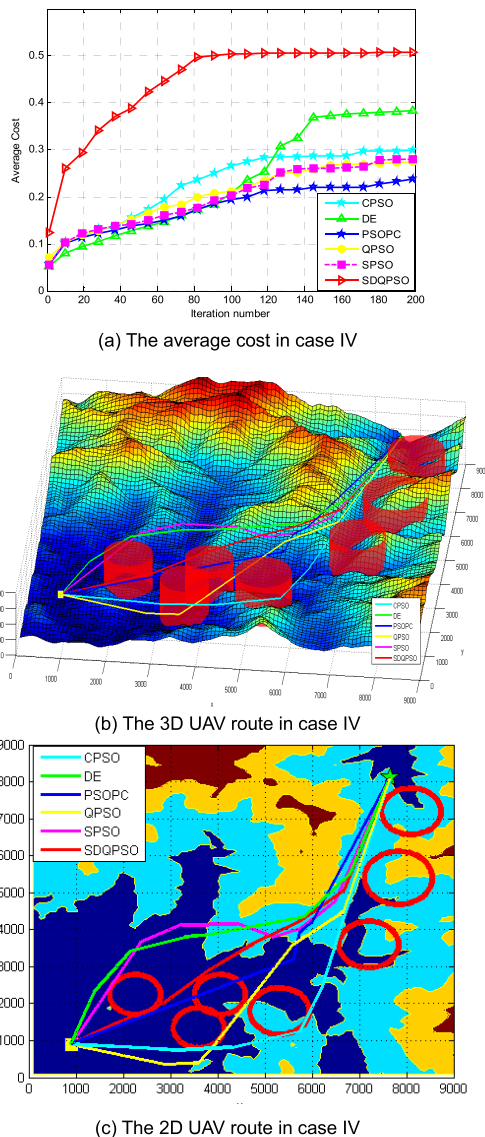 0.5
0.4
0.3
0.2
0.1
0
Average Cost
0 20 40 60 80 100 120 140 160 180 200
Iteration number
CPSO
DE
PSOPC
QPSO
SPSO
SDQPSO
(a) The average cost in case IV
0 1000 2000 3000 4000 5000 6000 7000 8000 9000
x
0
1000
2000
3000
4000
5000
6000
7000
8000
y
CPSO
DE
PSOPC
QPSO
SPSO
SDQPSO
(b) The 3D UAV route in case IV
9000
8000
7000
6000
5000
4000
3000
2000
1000
0
CPSO
DE
PSOPC
QPSO
SPSO
SDQPSO
0 1000 2000 3000 4000 5000 6000 7000 8000 9000
(c) The 2D UAV route in case IV